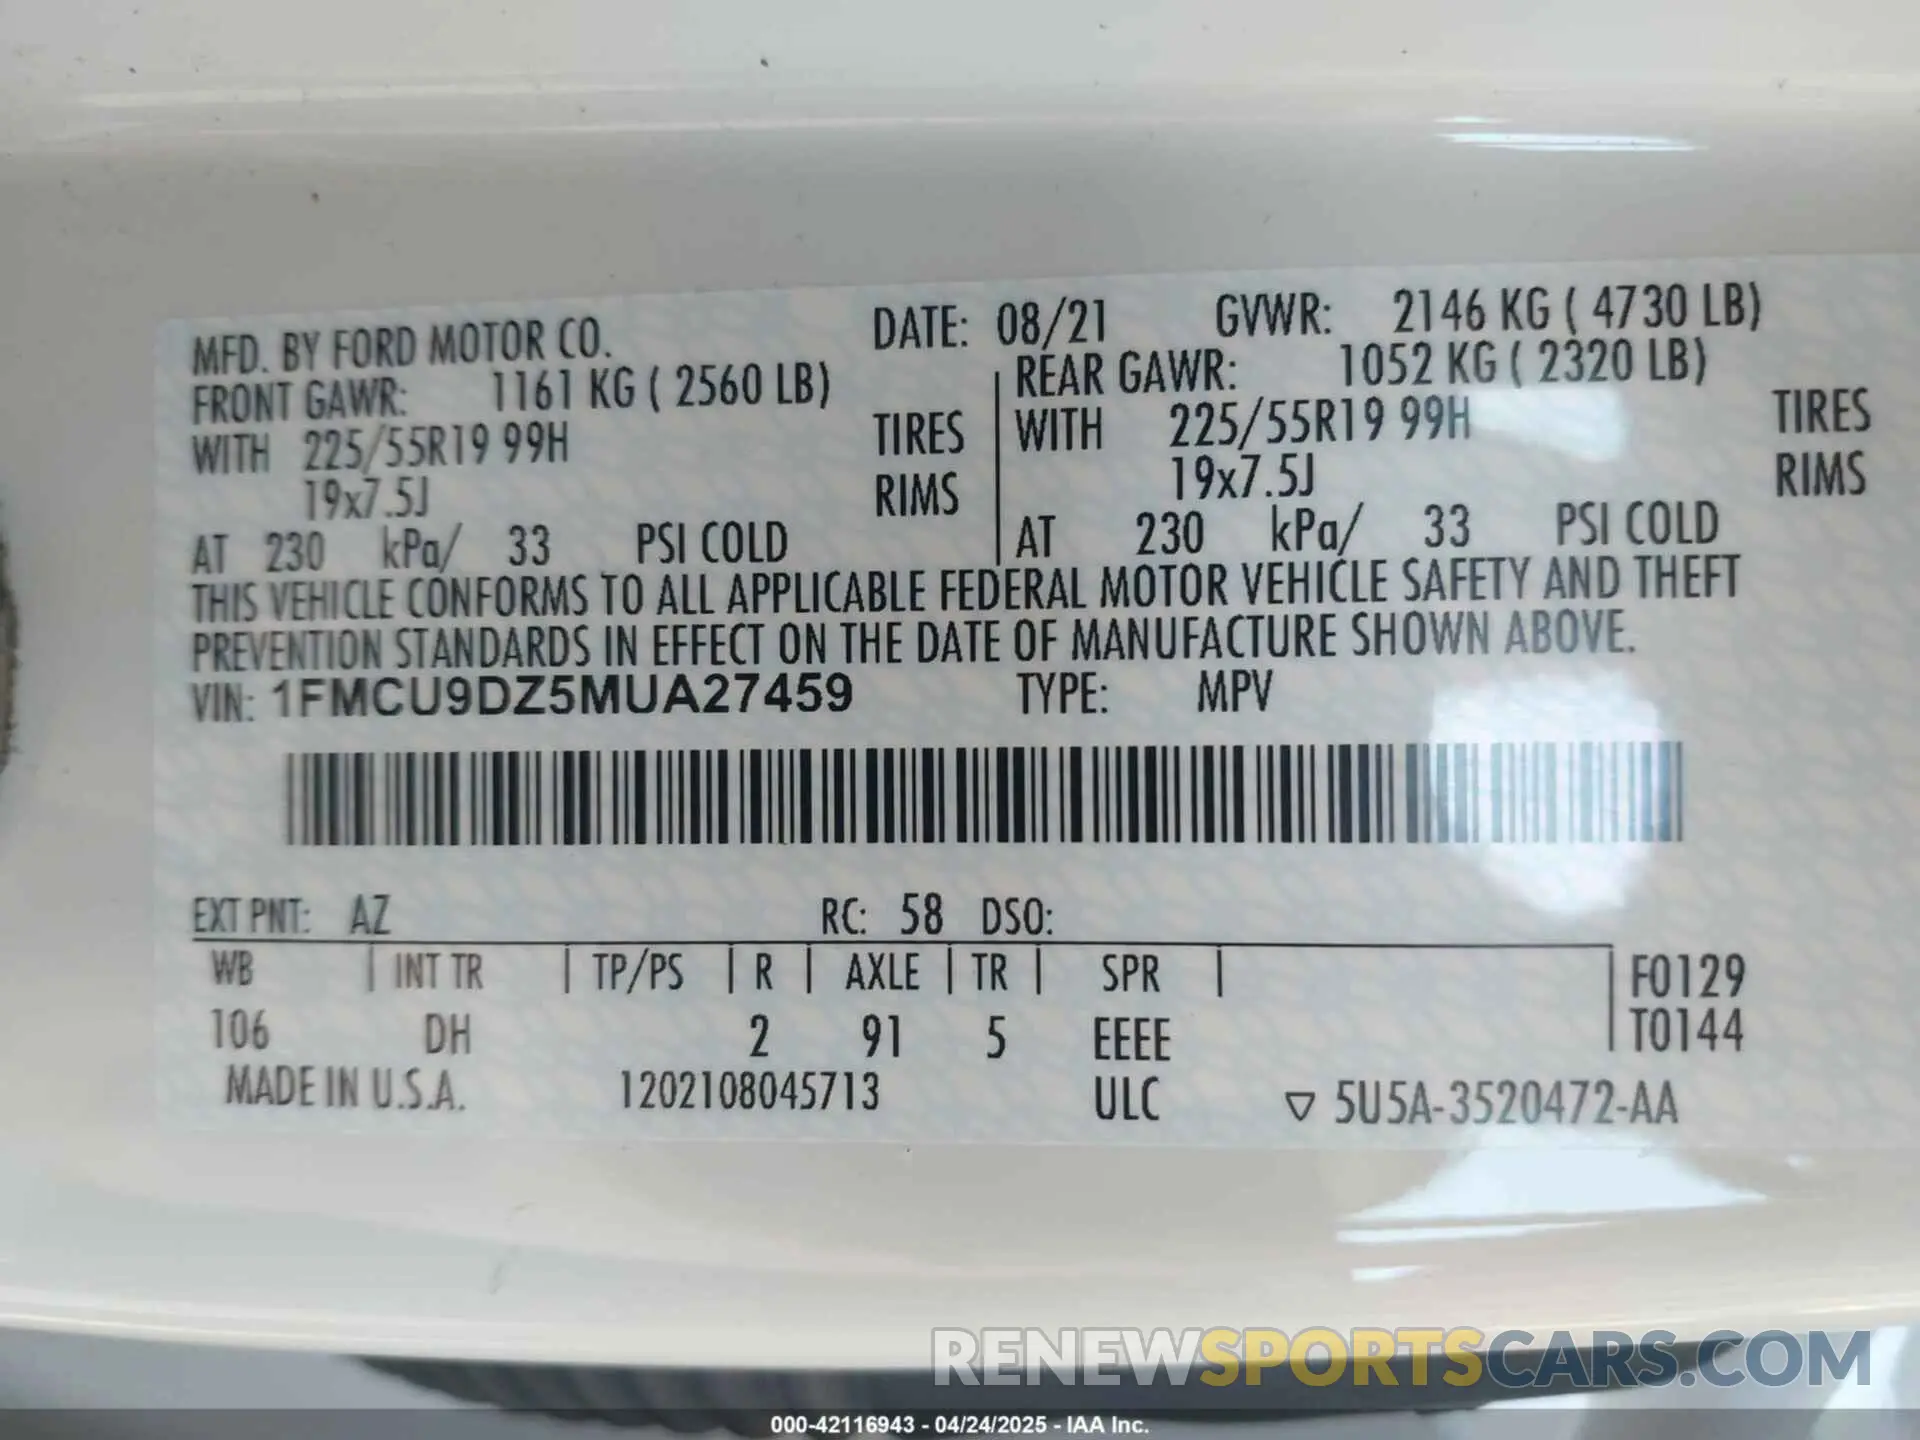 MFD. BY FORD MOTOR CO. DATE: 08/21 GVWR: 2146 KG ( 4730 LB)
FRONT GAWR: 1161 KG ( 2560 LB) REAR GAWR: 1052 KG ( 2320 LB)
WITH 225/55R19 99H TIRES WITH 225/55R19 99H TIRES
19x7.5J RIMS 19x7.5J RIMS
AT 230 kPa/ 33 PSI COLD AT 230 kPa/ 33 PSI COLD
THIS VEHICLE CONFORMS TO ALL APPLICABLE FEDERAL MOTOR VEHICLE SAFETY AND THEFT
PREVENTION STANDARDS IN EFFECT ON THE DATE OF MANUFACTURE SHOWN ABOVE.
VIN: 1FMCU9DZ5MUA27459 TYPE: MPV
EXT PNT: AZ RC: 58 DSO:
WB | INT TR | TP/PS | R | AXLE | TR | SPR | F0129
106 DH 2 91 5 EEEE T0144
MADE IN U.S.A. 1202108045713 ULC ▽ 5U5A-3520472-AA
RENEWSPORTSCARS.COM
000-42116943 - 04/24/2025 - IAA Inc.